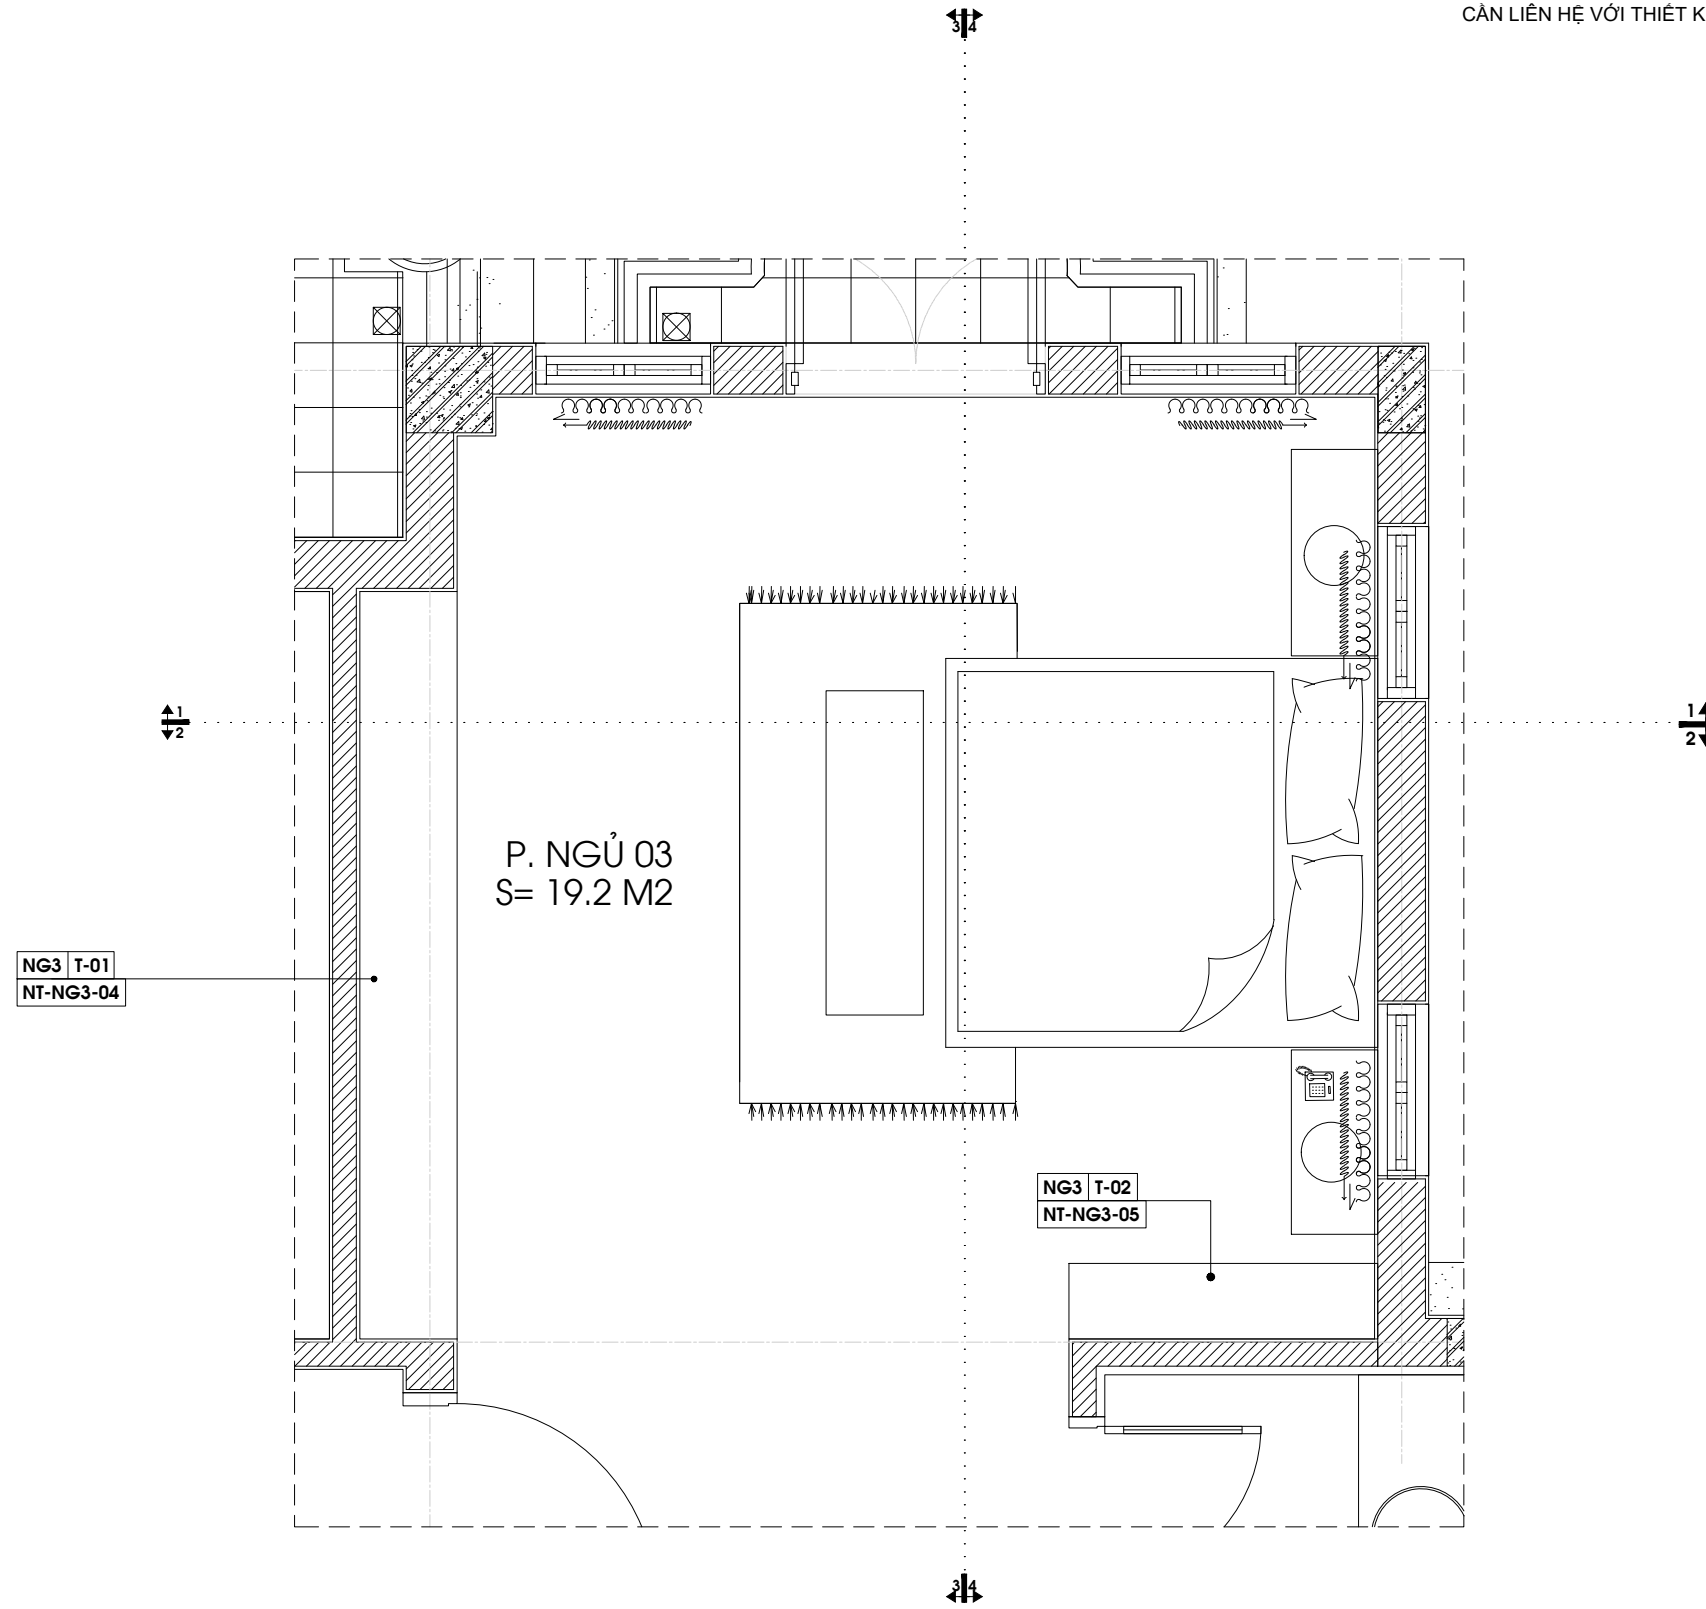 CẦN LIÊN HỆ VỚI THIẾT K
3 4
1
2
1
2
P. NGỦ 03
S= 19.2 M2
NG3 T-01
NT-NG3-04
NG3 T-02
NT-NG3-05
3 4